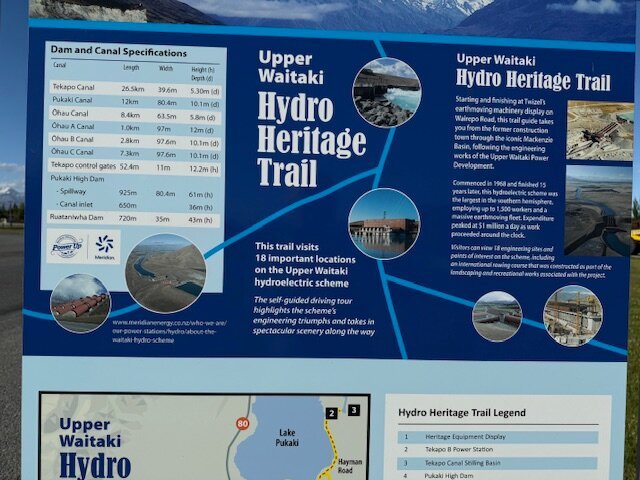 Dam and Canal Specifications
Canal Length Width Height (h) Depth (d)
Tekapo Canal 26.5km 39.6m 5.30m (d)
Pukaki Canal 12km 80.4m 10.1m (d)
Ōhau Canal 8.4km 63.5m 5.8m (d)
Ōhau A Canal 1.0km 97m 12m (d)
Ōhau B Canal 2.8km 97.6m 10.1m (d)
Ōhau C Canal 7.3km 97.6m 10.1m (d)
Tekapo control gates 52.4m 11m 12.2m (h)
Pukaki High Dam
- Spillway 925m 80.4m 61m (h)
- Canal inlet 650m 36m (h)
Ruataniwha Dam 720m 35m 43m (h)
Power Up
Meridian
www.meridianenergy.co.nz/who-we-are/
our-power-stations/hydro/about-the-
waitaki-hydro-scheme
Upper
Waitaki
Hydro
Heritage
Trail
This trail visits
18 important locations
on the Upper Waitaki
hydroelectric scheme
The self-guided driving tour
highlights the scheme's
engineering triumphs and takes in
spectacular scenery along the way
Upper Waitaki
Hydro Heritage Trail
Starting and finishing at Twizel's
earthmoving machinery display on
Wairepo Road, this trail guide takes
you from the former construction
town through the iconic Mackenzie
Basin, following the engineering
works of the Upper Waitaki Power
Development.
Commenced in 1968 and finished 15
years later, this hydroelectric scheme was
the largest in the southern hemisphere,
employing up to 1,500 workers and a
massive earthmoving fleet. Expenditure
peaked at $1 million a day as work
proceeded around the clock.
Visitors can view 18 engineering sites and
points of interest on the scheme, including
an international rowing course that was constructed as part of the
landscaping and recreational works associated with the project.
Upper
Waitaki
Hydro
80
Lake
Pukaki
2 3
Hayman
Road
Hydro Heritage Trail Legend
1 Heritage Equipment Display
2 Tekapo B Power Station
3 Tekapo Canal Stilling Basin
4 Pukaki High Dam